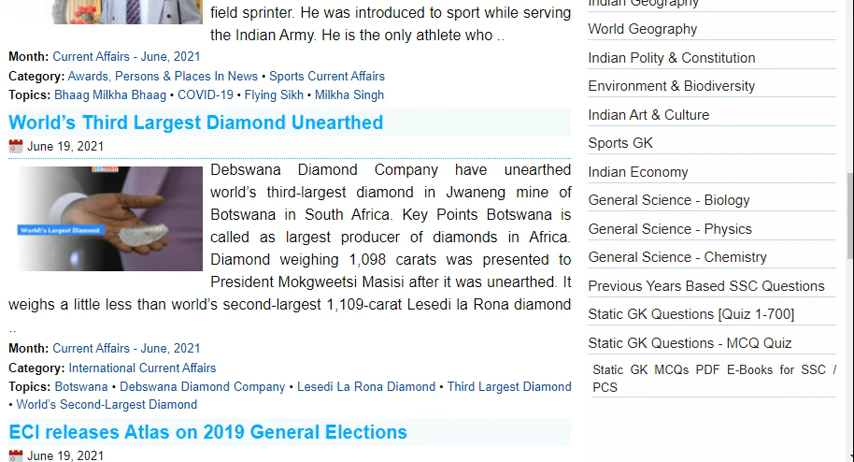 field sprinter. He was introduced to sport while serving
the Indian Army. He is the only athlete who ..
Month: Current Affairs - June, 2021
Category: Awards, Persons & Places In News • Sports Current Affairs
Topics: Bhaag Milkha Bhaag • COVID-19 • Flying Sikh • Milkha Singh
World’s Third Largest Diamond Unearthed
June 19, 2021
World's Largest Diamond
Debswana Diamond Company have unearthed
world’s third-largest diamond in Jwaneng mine of
Botswana in South Africa. Key Points Botswana is
called as largest producer of diamonds in Africa.
Diamond weighing 1,098 carats was presented to
President Mokgweetsi Masisi after it was unearthed. It
weighs a little less than world’s second-largest 1,109-carat Lesedi la Rona diamond
..
Month: Current Affairs - June, 2021
Category: International Current Affairs
Topics: Botswana • Debswana Diamond Company • Lesedi La Rona Diamond • Third Largest Diamond
• World’s Second-Largest Diamond
ECI releases Atlas on 2019 General Elections
June 19, 2021
Indian Geography
World Geography
Indian Polity & Constitution
Environment & Biodiversity
Indian Art & Culture
Sports GK
Indian Economy
General Science - Biology
General Science - Physics
General Science - Chemistry
Previous Years Based SSC Questions
Static GK Questions [Quiz 1-700]
Static GK Questions - MCQ Quiz
Static GK MCQs PDF E-Books for SSC /
PCS